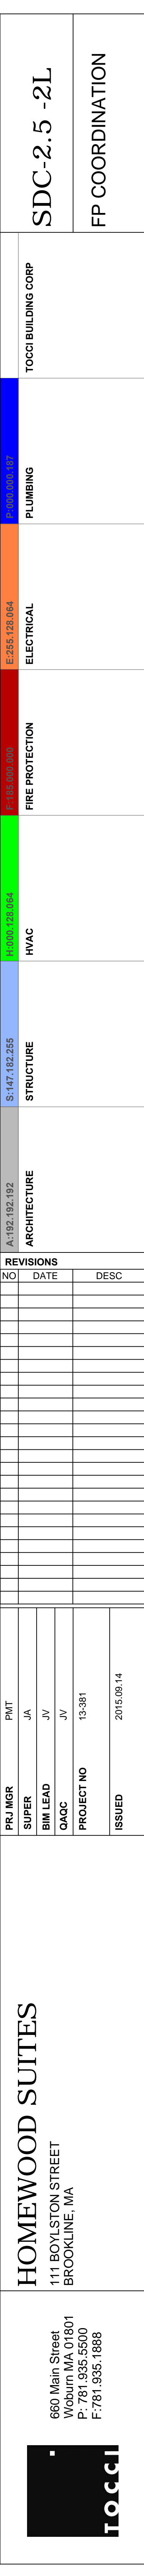 SDC-2.5 -2L
FP COORDINATION
TOCCI BUILDING CORP
P:000.000.187
PLUMBING
E:255.128.064
ELECTRICAL
F:185.000.000
FIRE PROTECTION
H:000.128.064
HVAC
S:147.182.255
STRUCTURE
A:192.192.192
ARCHITECTURE
REVISIONS
NO DATE DESC
PRJ MGR PMT
SUPER JA
BIM LEAD JV
QAQC JV
PROJECT NO 13-381
ISSUED 2015.09.14
HOMEWOOD SUITES
111 BOYLSTON STREET
BROOKLINE, MA
660 Main Street
Woburn MA 01801
P: 781.935.5500
F:781.935.1888
TOCCI